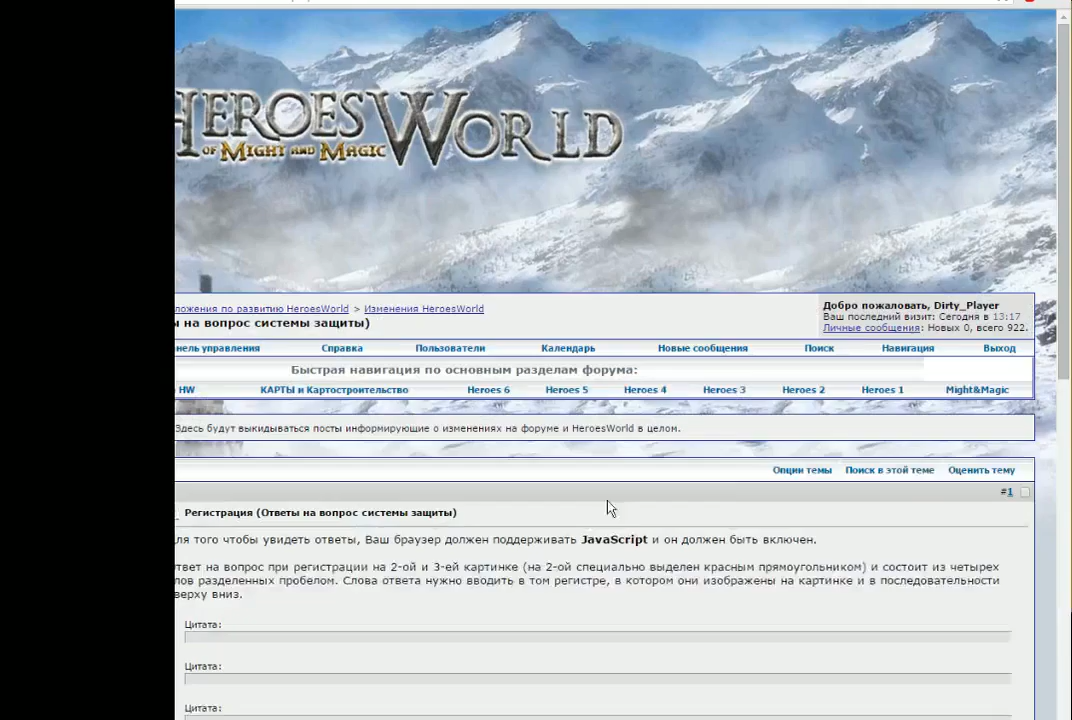 HEROES WORLD
OF MIGHT AND MAGIC
ложения по развитию HeroesWorld > Изменения HeroesWorld
ы на вопрос системы защиты)
Добро пожаловать, Dirty_Player
Ваш последний визит: Сегодня в 13:17
Личные сообщения: Новых 0, всего 922.
нель управления Справка Пользователи Календарь Новые сообщения Поиск Навигация Выход
Быстрая навигация по основным разделам форума:
HW КАРТЫ и Картостроительство Heroes 6 Heroes 5 Heroes 4 Heroes 3 Heroes 2 Heroes 1 Might&Magic
Здесь будут выкидываться посты информирующие о изменениях на форуме и HeroesWorld в целом.
Опции темы Поиск в этой теме Оценить тему
#1
Регистрация (Ответы на вопрос системы защиты)
для того чтобы увидеть ответы, Ваш браузер должен поддерживать JavaScript и он должен быть включен.
твет на вопрос при регистрации на 2-ой и 3-ей картинке (на 2-ой специально выделен красным прямоугольником) и состоит из четырех
лов разделенных пробелом. Слова ответа нужно вводить в том регистре, в котором они изображены на картинке и в последовательности
верху вниз.
Цитата:
Цитата:
Цитата: